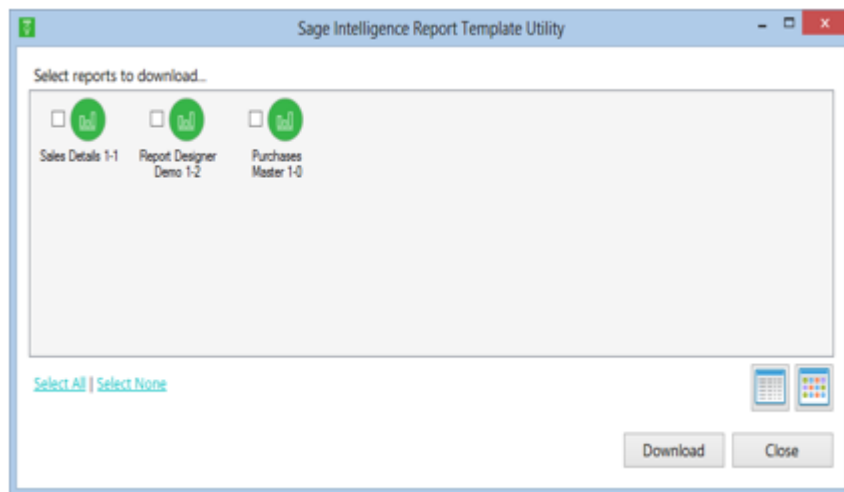 Sage Intelligence Report Template Utility
Select reports to download...
Sales Details 1-1
Report Designer
Demo 1-2
Purchases
Master 1-0
Select All | Select None
Download
Close